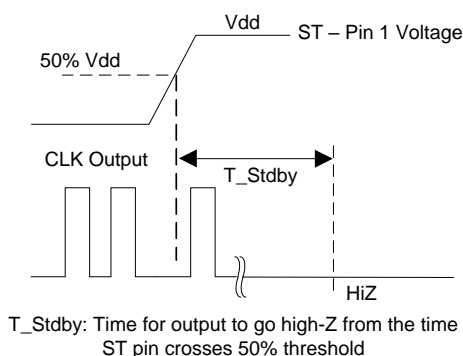 Vdd
ST – Pin 1 Voltage
50% Vdd
CLK Output
T_Stdby
HiZ
T_Stdby: Time for output to go high-Z from the time
ST pin crosses 50% threshold